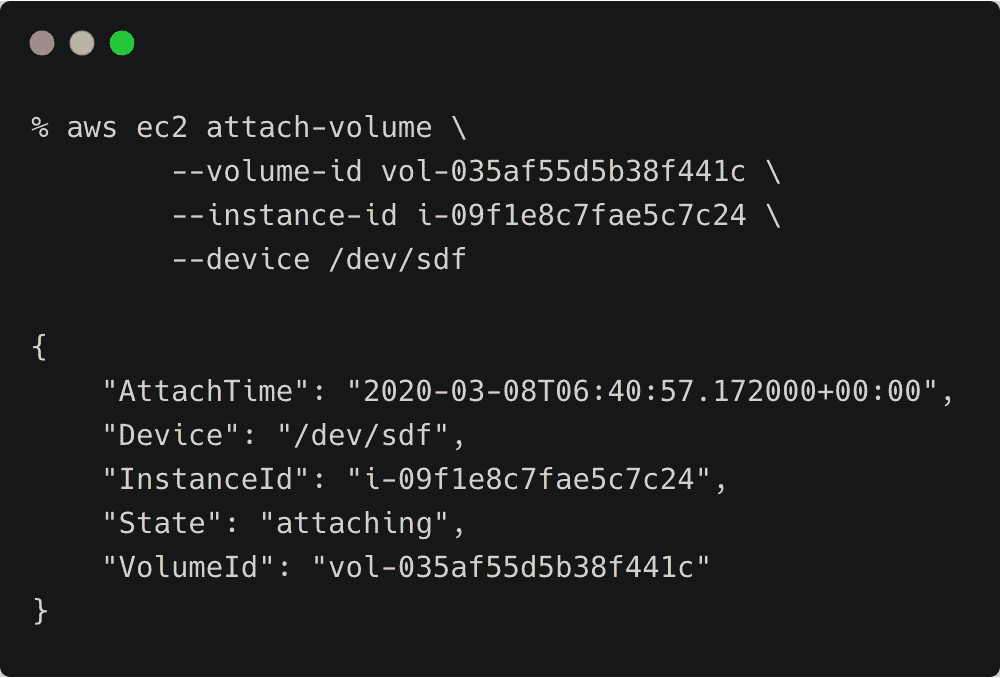 % aws ec2 attach-volume \
--volume-id vol-035af55d5b38f441c \
--instance-id i-09f1e8c7fae5c7c24 \
--device /dev/sdf
{
"AttachTime": "2020-03-08T06:40:57.172000+00:00",
"Device": "/dev/sdf",
"InstanceId": "i-09f1e8c7fae5c7c24",
"State": "attaching",
"VolumeId": "vol-035af55d5b38f441c"
}